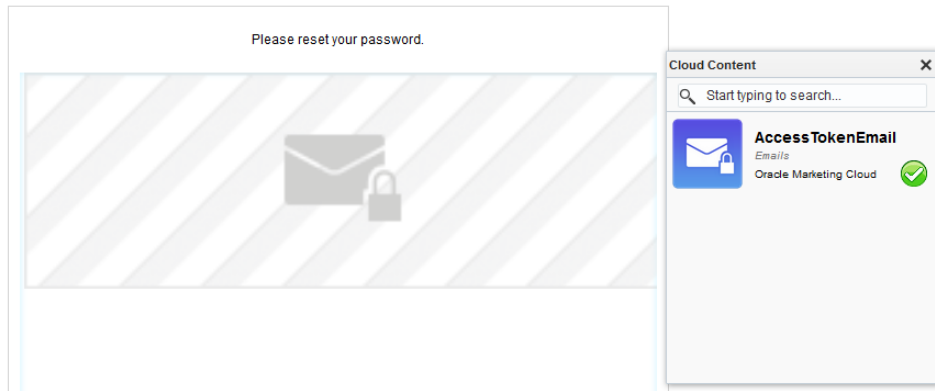 Please reset your password.
Cloud Content
Start typing to search...
AccessTokenEmail
Emails
Oracle Marketing Cloud